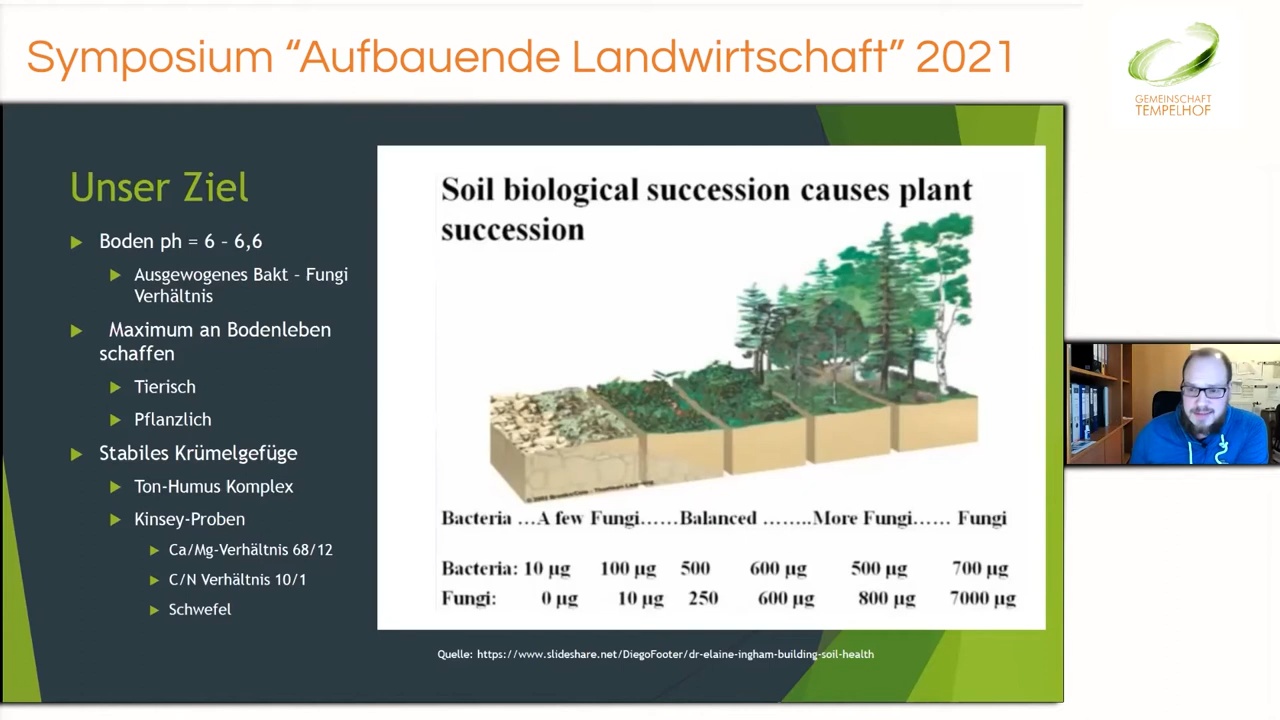 Symposium “Aufbauende Landwirtschaft” 2021
GEMEINSCHAFT
TEMPELHOF
Unser Ziel
Boden ph = 6 – 6,6
Ausgewogenes Bakt – Fungi
Verhältnis
Maximum an Bodenleben
schaffen
Tierisch
Pflanzlich
Stabiles Krümelgefüge
Ton-Humus Komplex
Kinsey-Proben
Ca/Mg-Verhältnis 68/12
C/N Verhältnis 10/1
Schwefel
Soil biological succession causes plant
succession
Bacteria …A few Fungi……Balanced ……..More Fungi…… Fungi
Bacteria: 10 µg 100 µg 500 600 µg 500 µg 700 µg
Fungi: 0 µg 10 µg 250 600 µg 800 µg 7000 µg
Quelle: https://www.slideshare.net/DiegoFooter/dr-elaine-ingham-building-soil-health